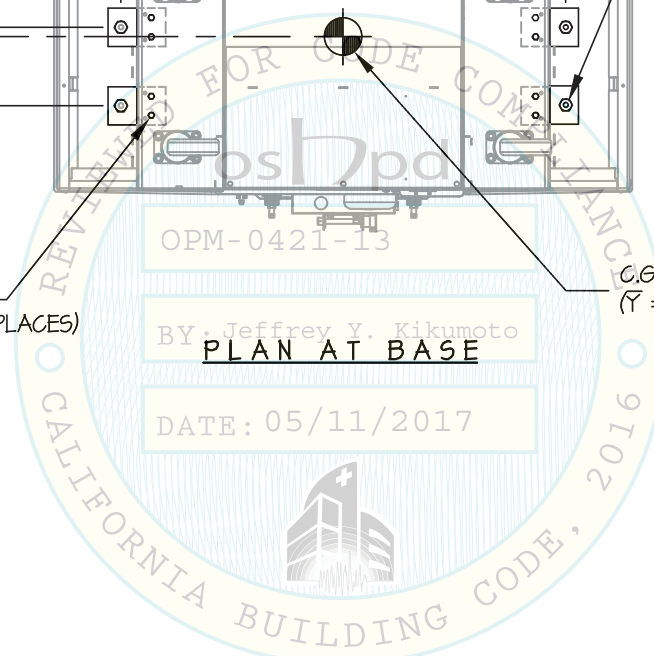 REVIEWED FOR CODE COMPLIANCE
oshpd
OPM-0421-13
C.G
(Y̅ =
PLACES)
BY: Jeffrey Y. Kikumoto
PLAN AT BASE
DATE: 05/11/2017
CALIFORNIA BUILDING CODE, 2016